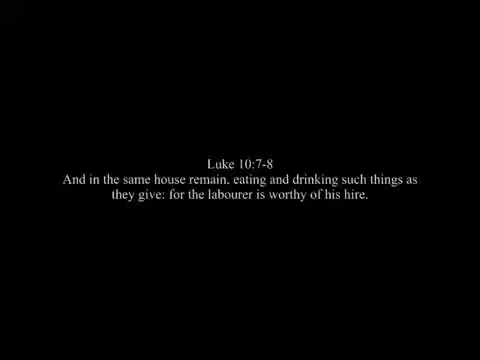 Luke 10:7-8
And in the same house remain. eating and drinking such things as
they give: for the labourer is worthy of his hire.